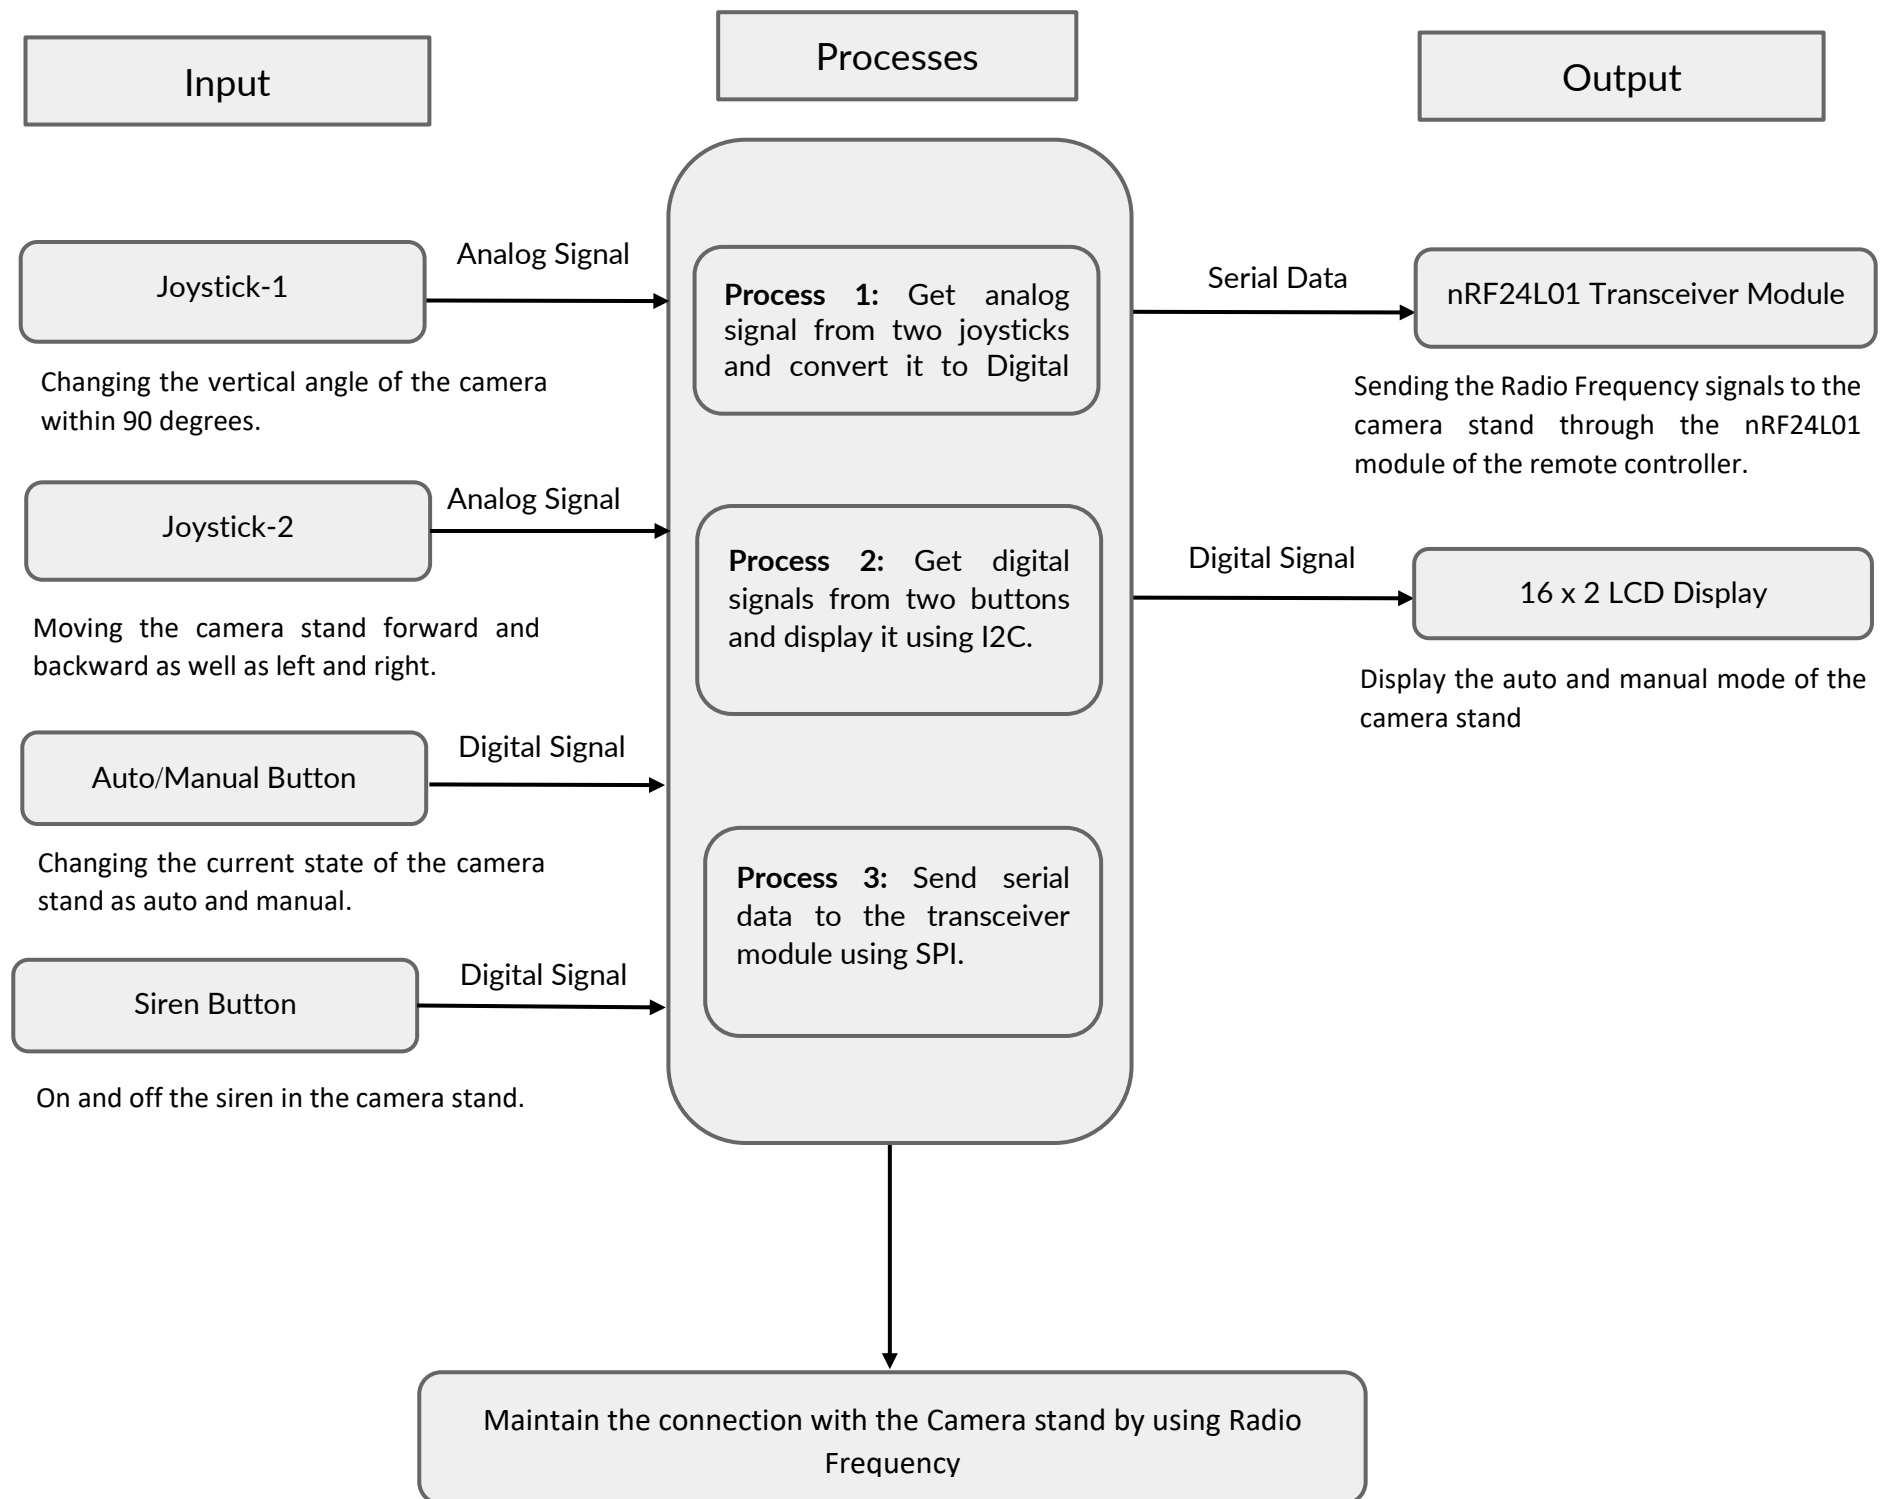 Input
Processes
Output
Joystick-1
Analog Signal
Changing the vertical angle of the camera
within 90 degrees.
Joystick-2
Analog Signal
Moving the camera stand forward and
backward as well as left and right.
Auto/Manual Button
Digital Signal
Changing the current state of the camera
stand as auto and manual.
Siren Button
Digital Signal
On and off the siren in the camera stand.
Process 1: Get analog
signal from two joysticks
and convert it to Digital
Process 2: Get digital
signals from two buttons
and display it using I2C.
Process 3: Send serial
data to the transceiver
module using SPI.
Serial Data
nRF24L01 Transceiver Module
Sending the Radio Frequency signals to the
camera stand through the nRF24L01
module of the remote controller.
Digital Signal
16 x 2 LCD Display
Display the auto and manual mode of the
camera stand
Maintain the connection with the Camera stand by using Radio
Frequency